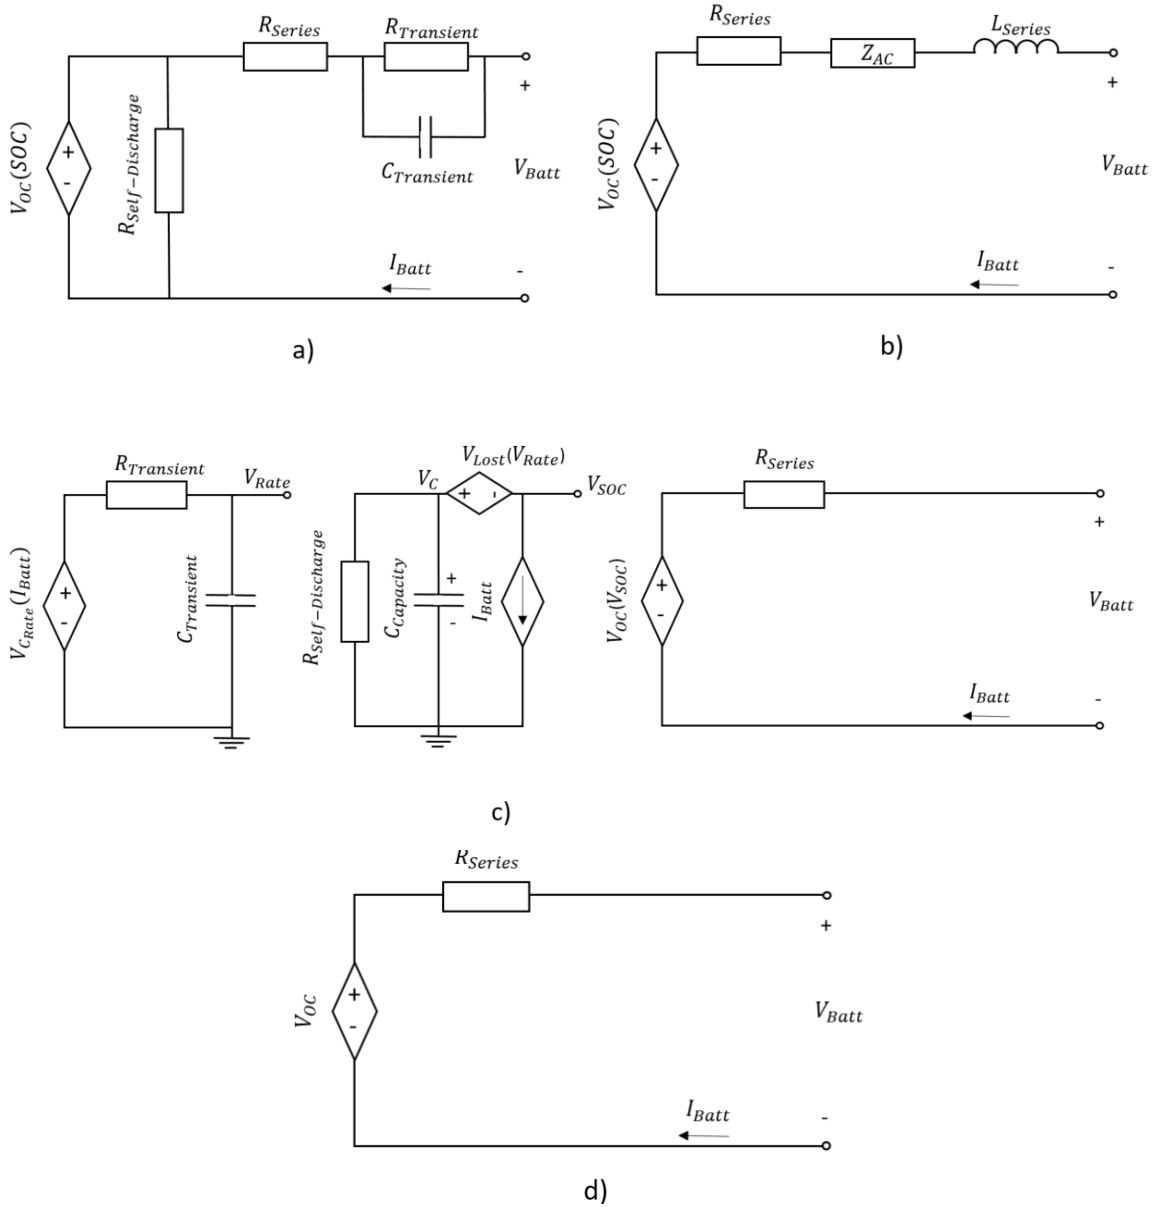 R_Series
R_Transient
C_Transient
V_OC(SOC)
R_Self−Discharge
+
-
+
V_Batt
-
I_Batt
a)
R_Series
Z_AC
L_Series
V_OC(SOC)
+
-
+
V_Batt
-
I_Batt
b)
R_Transient
V_Rate
V_C_Rate(I_Batt)
+
-
C_Transient
V_Lost(V_Rate)
V_C
+ -
V_SOC
R_Self−Discharge
C_Capacity
+
-
I_Batt
R_Series
V_OC(V_SOC)
+
-
+
V_Batt
-
I_Batt
c)
R_Series
V_OC
+
-
+
V_Batt
-
I_Batt
d)